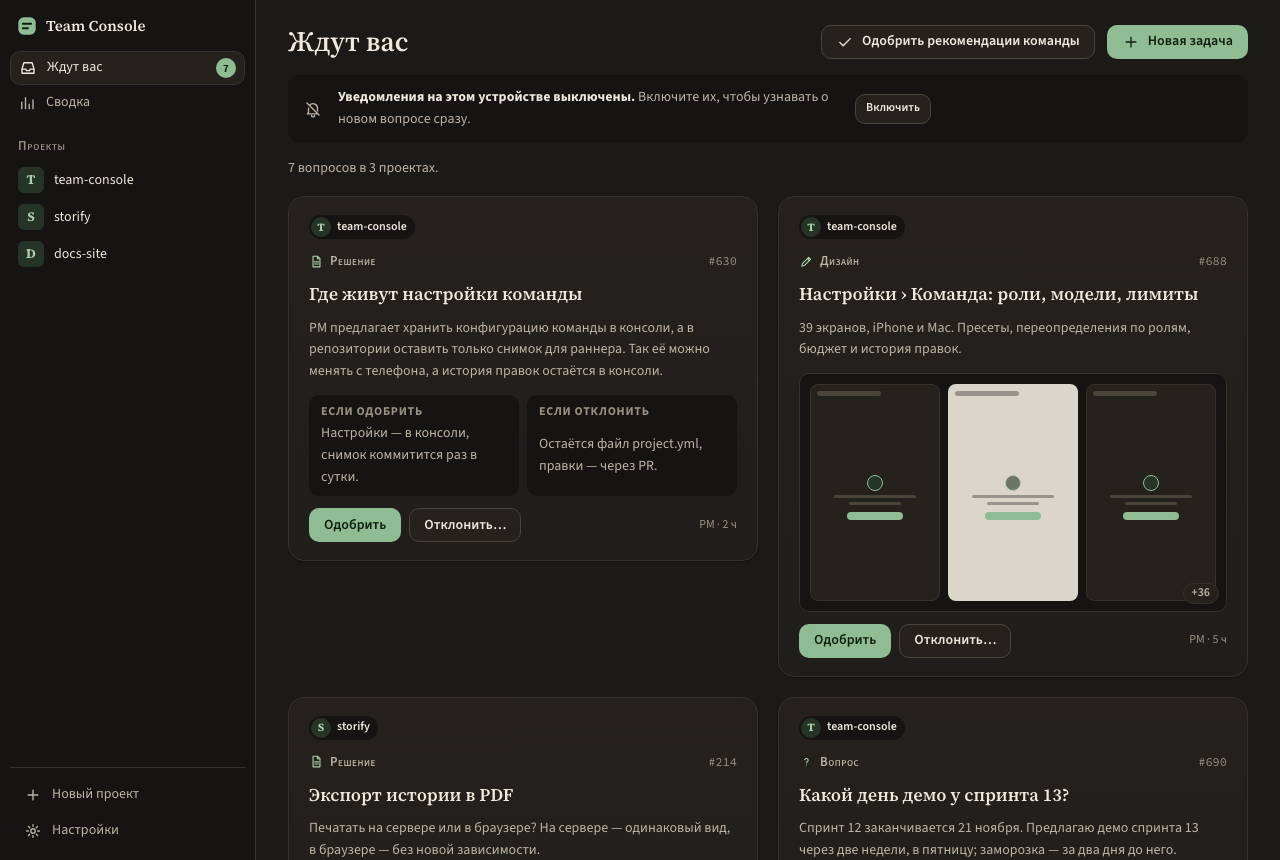 Team Console
Ждут вас
7
Сводка
Проекты
T team-console
S storify
D docs-site
Новый проект
Настройки
Ждут вас
Одобрить рекомендации команды
Новая задача
Уведомления на этом устройстве выключены. Включите их, чтобы узнавать о
новом вопросе сразу.
Включить
7 вопросов в 3 проектах.
T team-console
Решение #630
Где живут настройки команды
PM предлагает хранить конфигурацию команды в консоли, а в
репозитории оставить только снимок для раннера. Так её можно
менять с телефона, а история правок остаётся в консоли.
ЕСЛИ ОДОБРИТЬ
Настройки — в консоли,
снимок коммитится раз в
сутки.
ЕСЛИ ОТКЛОНИТЬ
Остаётся файл project.yml,
правки — через PR.
Одобрить
Отклонить…
PM · 2 ч
T team-console
Дизайн #688
Настройки › Команда: роли, модели, лимиты
39 экранов, iPhone и Mac. Пресеты, переопределения по ролям,
бюджет и история правок.
+36
Одобрить
Отклонить…
PM · 5 ч
S storify
Решение #214
Экспорт истории в PDF
Печатать на сервере или в браузере? На сервере — одинаковый вид,
в браузере — без новой зависимости.
T team-console
? Вопрос #690
Какой день демо у спринта 13?
Спринт 12 заканчивается 21 ноября. Предлагаю демо спринта 13
через две недели, в пятницу; заморозка — за два дня до него.